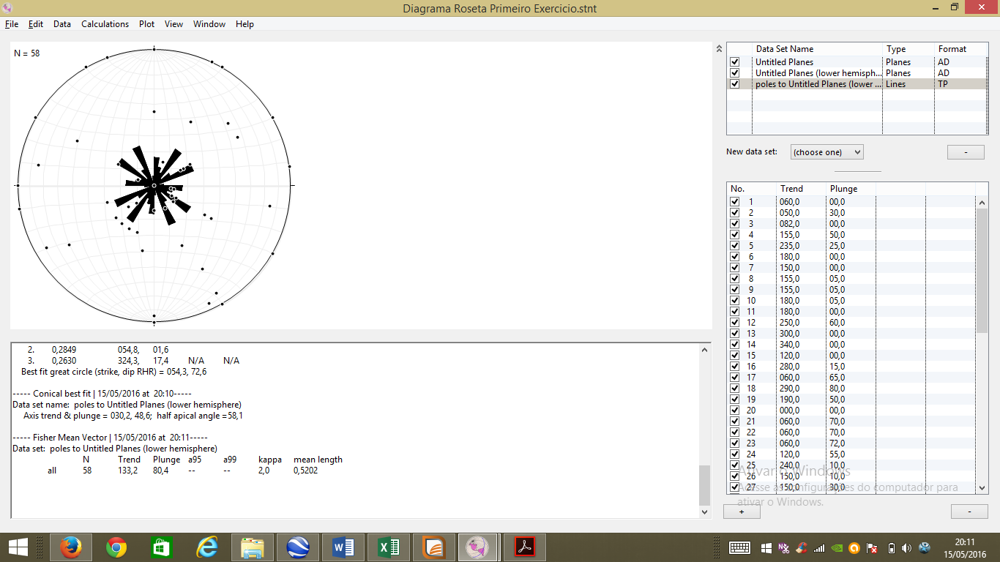 Diagrama Roseta Primeiro Exercicio.stnt
File Edit Data Calculations Plot View Window Help
N = 58
Data Set Name Type Format
Untitled Planes Planes AD
Untitled Planes (lower hemisph... Planes AD
poles to Untitled Planes (lower ... Lines TP
New data set: (choose one) -
No. Trend Plunge
1 060,0 00,0
2 050,0 30,0
3 082,0 00,0
4 155,0 50,0
5 235,0 25,0
6 180,0 00,0
7 150,0 00,0
8 155,0 05,0
9 155,0 05,0
10 180,0 05,0
11 180,0 00,0
12 250,0 60,0
13 300,0 00,0
14 340,0 00,0
15 120,0 00,0
16 280,0 15,0
17 060,0 65,0
18 290,0 80,0
19 190,0 50,0
20 000,0 00,0
21 060,0 70,0
22 060,0 70,0
23 060,0 72,0
24 120,0 55,0
25 240,0 10,0
26 150,0 10,0
27 150,0 30,0
+ -
Ativar o Windows
Acesse as configurações do computador para
ativar o Windows.
2. 0,2849 054,8, 01,6
3. 0,2630 324,3, 17,4 N/A N/A
Best fit great circle (strike, dip RHR) = 054,3, 72,6
----- Conical best fit | 15/05/2016 at 20:10-----
Data set name: poles to Untitled Planes (lower hemisphere)
Axis trend & plunge = 030,2, 48,6; half apical angle =58,1
----- Fisher Mean Vector | 15/05/2016 at 20:11-----
Data set: poles to Untitled Planes (lower hemisphere)
N Trend Plunge a95 a99 kappa mean length
all 58 133,2 80,4 -- -- 2,0 0,5202
20:11
15/05/2016